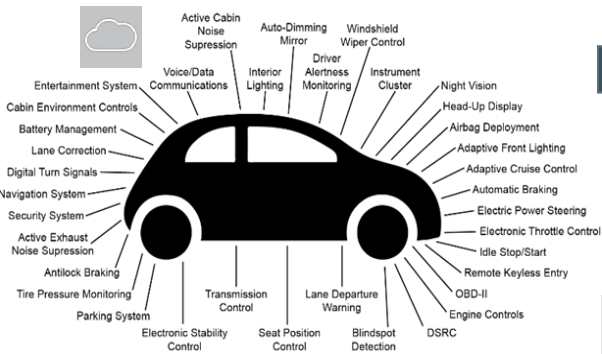 Active Cabin
Noise
Supression
Auto-Dimming
Mirror
Windshield
Wiper Control
Voice/Data
Communications
Interior
Lighting
Driver
Alertness
Monitoring
Instrument
Cluster
Entertainment System
Cabin Environment Controls
Battery Management
Lane Correction
Digital Turn Signals
Navigation System
Security System
Active Exhaust
Noise Supression
Antilock Braking
Tire Pressure Monitoring
Parking System
Electronic Stability
Control
Transmission
Control
Seat Position
Control
Lane Departure
Warning
Blindspot
Detection
Night Vision
Head-Up Display
Airbag Deployment
Adaptive Front Lighting
Adaptive Cruise Control
Automatic Braking
Electric Power Steering
Electronic Throttle Control
Idle Stop/Start
Remote Keyless Entry
OBD-II
Engine Controls
DSRC